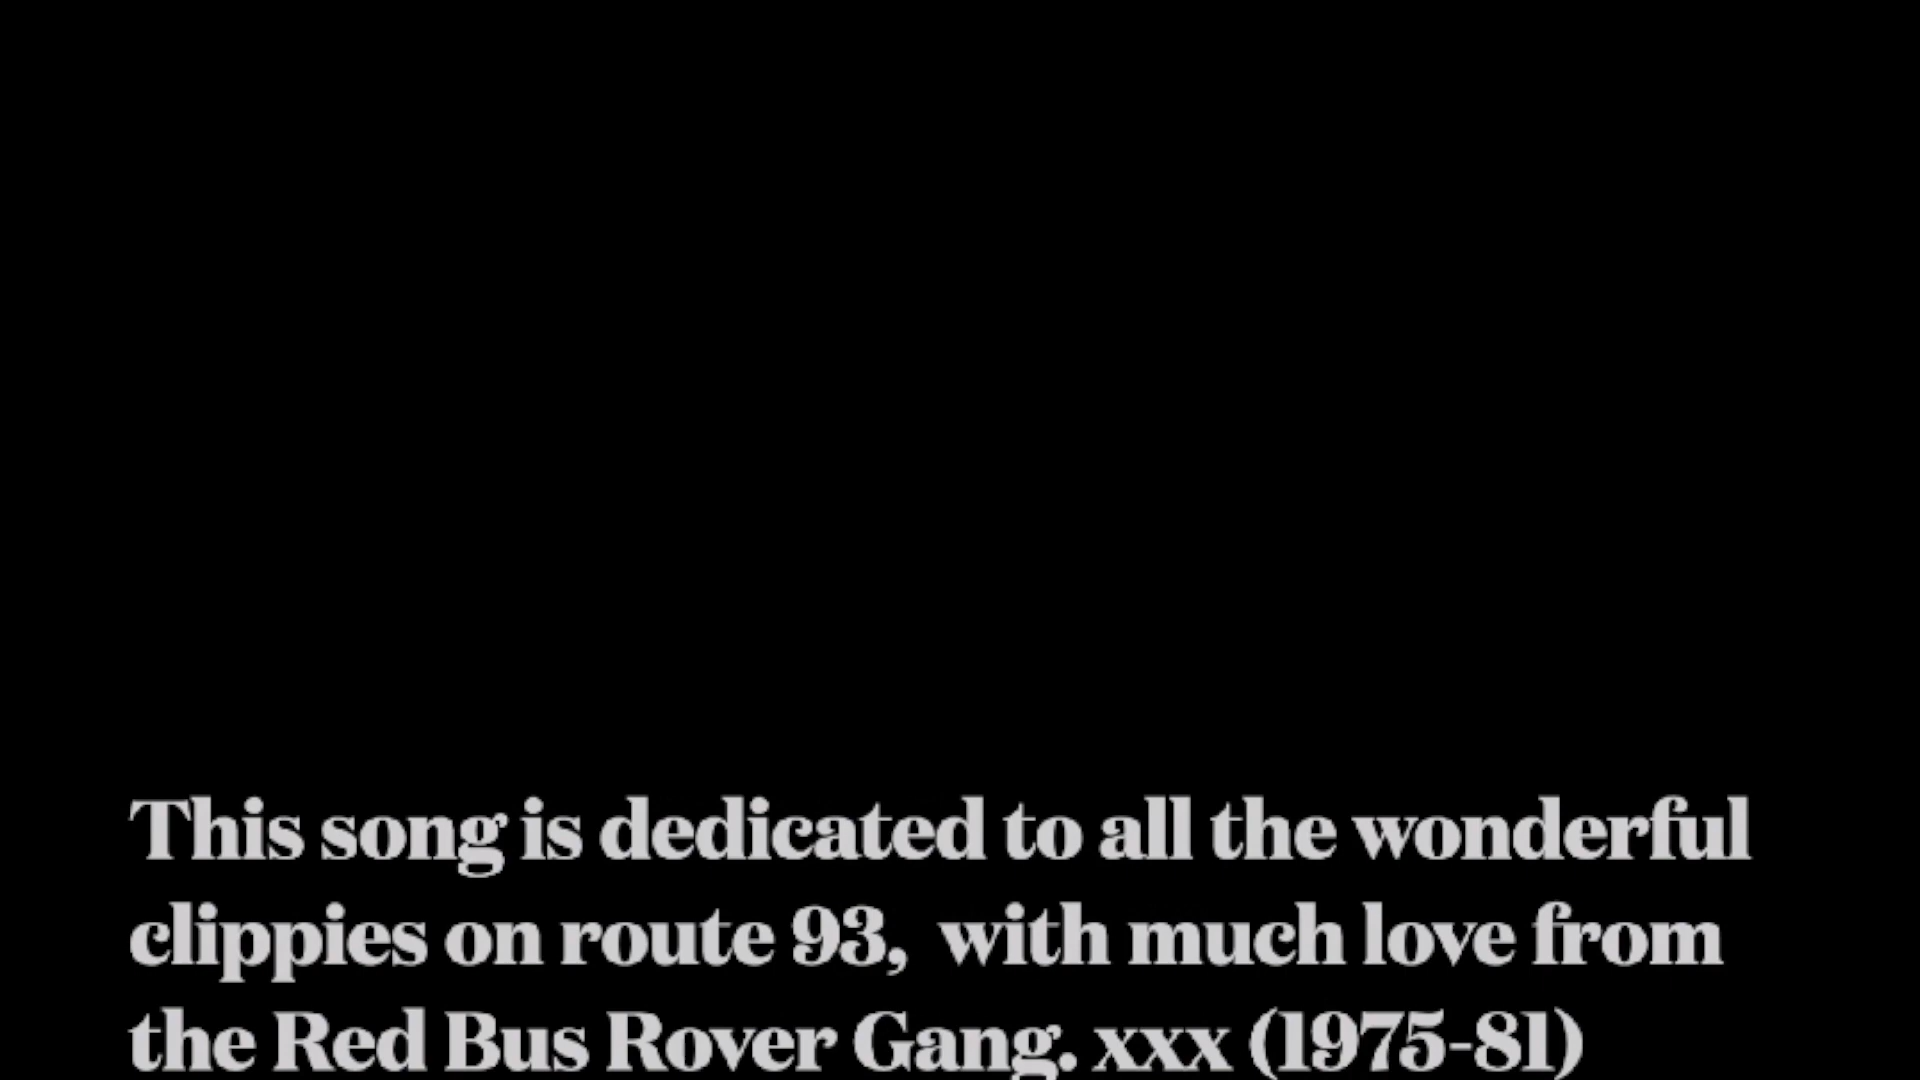 This song is dedicated to all the wonderful
clippies on route 93,  with much love from
the Red Bus Rover Gang. xxx (1975-81)